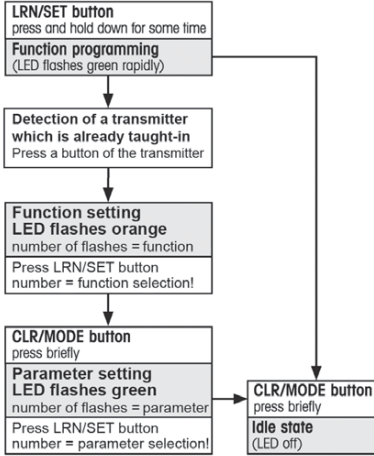 LRN/SET button
press and hold down for some time
Function programming
(LED flashes green rapidly)
Detection of a transmitter
which is already taught-in
Press a button of the transmitter
Function setting
LED flashes orange
number of flashes = function
Press LRN/SET button
number = function selection!
CLR/MODE button
press briefly
Parameter setting
LED flashes green
number of flashes = parameter
Press LRN/SET button
number = parameter selection!
CLR/MODE button
press briefly
Idle state
(LED off)